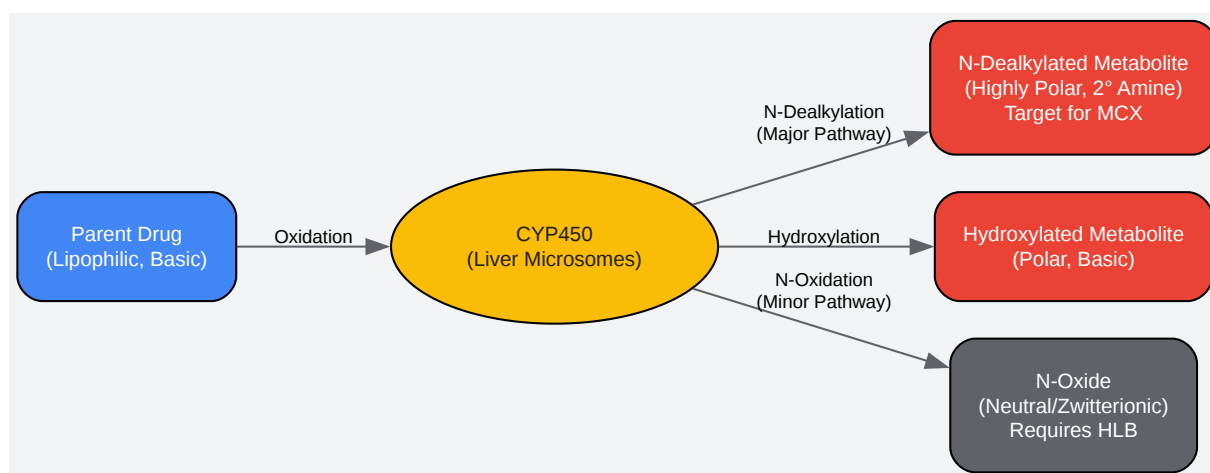 Parent Drug
(Lipophilic, Basic)
Oxidation
CYP450
(Liver Microsomes)
N-Dealkylation
(Major Pathway)
N-Dealkylated Metabolite
(Highly Polar, 2° Amine)
Target for MCX
Hydroxylation
Hydroxylated Metabolite
(Polar, Basic)
N-Oxidation
(Minor Pathway)
N-Oxide
(Neutral/Zwitterionic)
Requires HLB